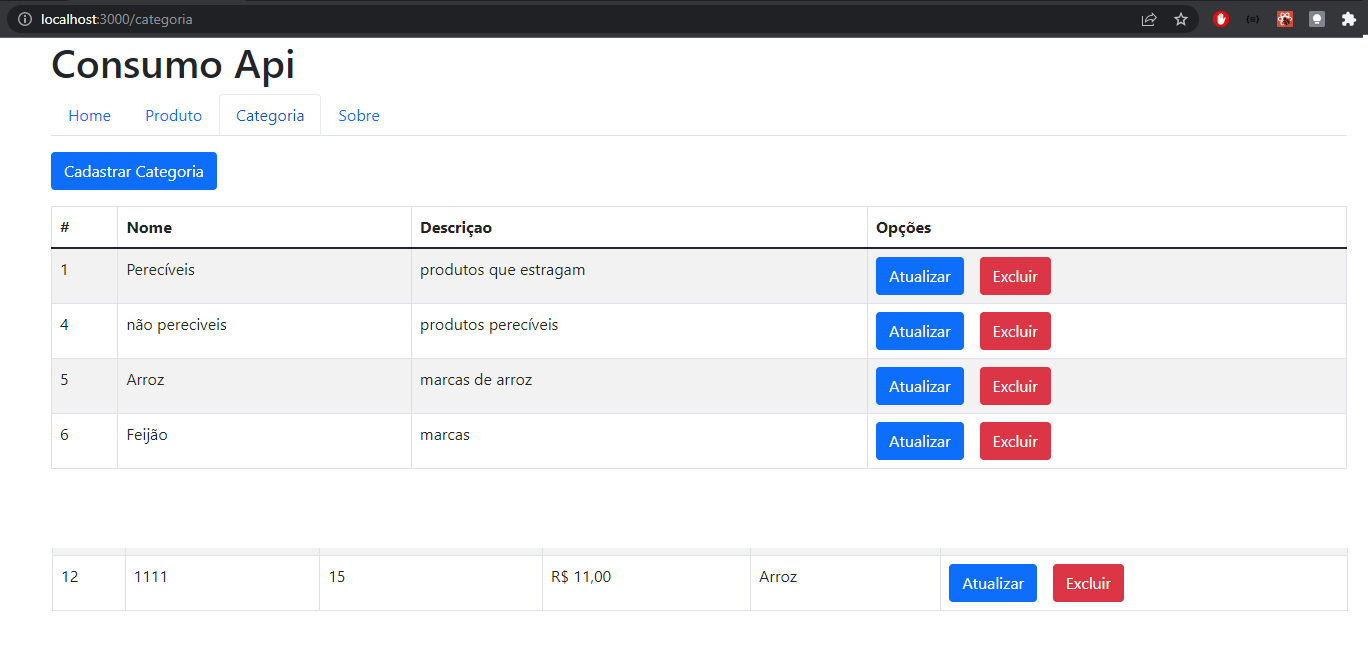 localhost:3000/categoria
Consumo Api
Home Produto Categoria Sobre
Cadastrar Categoria
# Nome Descriçao Opções
1 Perecíveis produtos que estragam Atualizar Excluir
4 não pereciveis produtos perecíveis Atualizar Excluir
5 Arroz marcas de arroz Atualizar Excluir
6 Feijão marcas Atualizar Excluir
12 1111 15 R$ 11,00 Arroz Atualizar Excluir